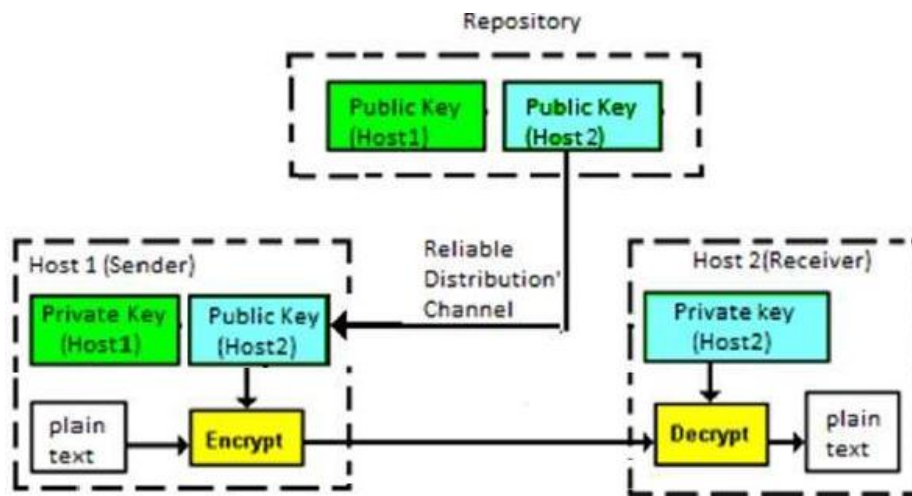 Repository
Public Key
(Host1)
Public Key
(Host2)
Reliable
Distribution'
Channel
Host 1 (Sender)
Private Key
(Host1)
Public Key
(Host2)
plain
text
Encrypt
Host 2(Receiver)
Private key
(Host2)
Decrypt
plain
text